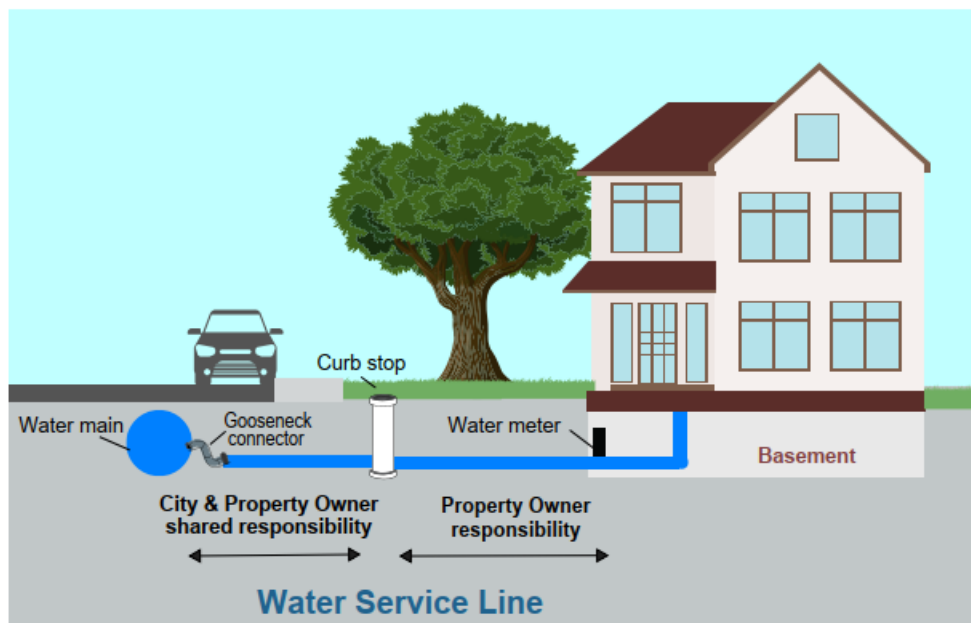 Curb stop
Water main
Gooseneck
connector
Water meter
Basement
City & Property Owner
shared responsibility
Property Owner
responsibility
Water Service Line